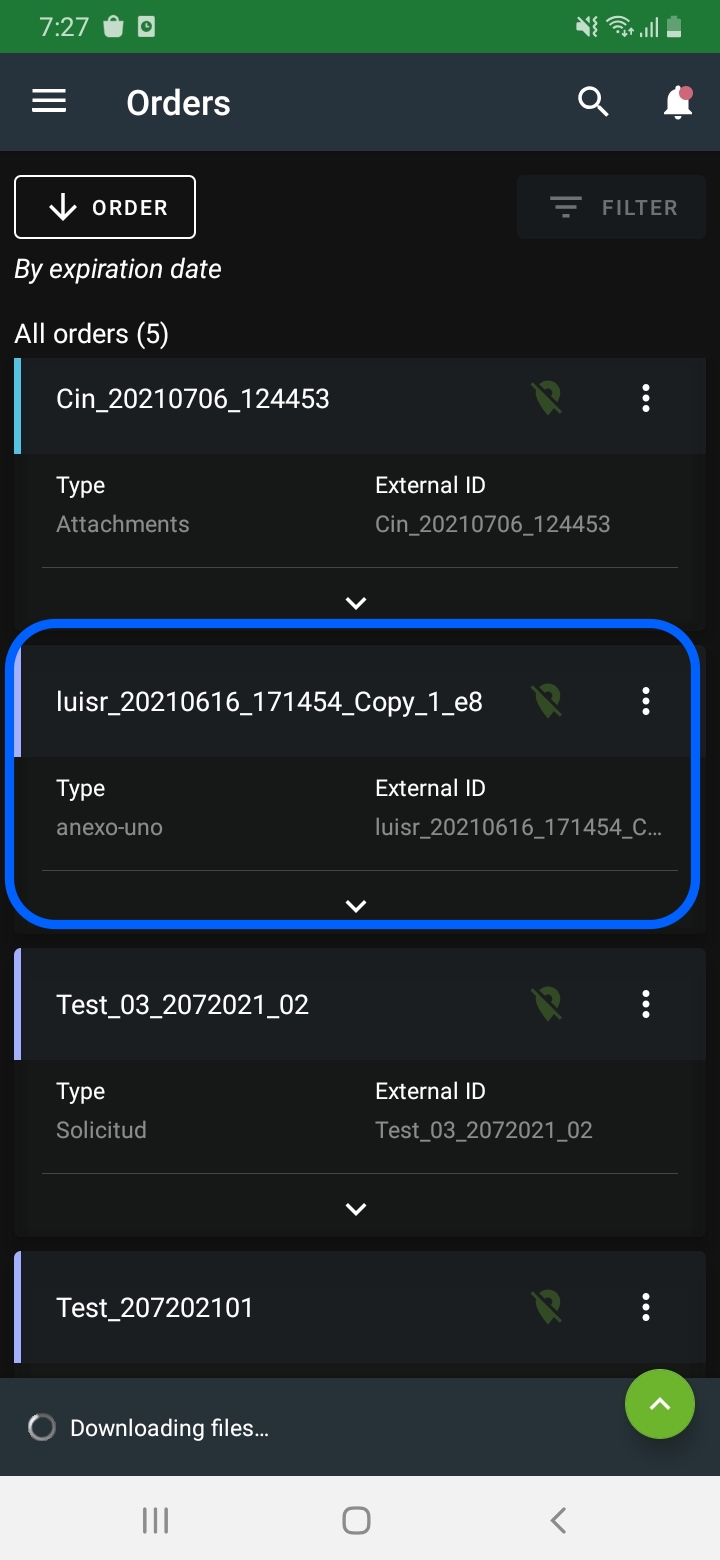 7:27
Orders
ORDER
FILTER
By expiration date
All orders (5)
Cin_20210706_124453
Type
External ID
Attachments
Cin_20210706_124453
luisr_20210616_171454_Copy_1_e8
Type
External ID
anexo-uno
luisr_20210616_171454_C...
Test_03_2072021_02
Type
External ID
Solicitud
Test_03_2072021_02
Test_207202101
Downloading files...